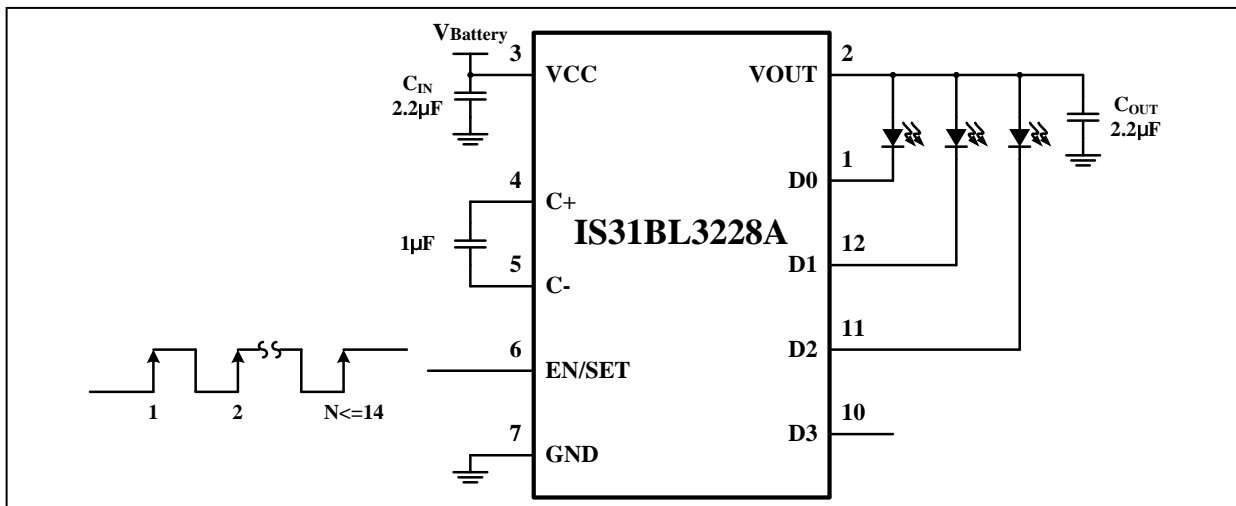 VBattery
3
VCC
CIN
2.2µF
4
C+
1µF
5
C-
6
EN/SET
1
2
N<=14
7
GND
IS31BL3228A
2
VOUT
COUT
2.2µF
1
D0
12
D1
11
D2
10
D3